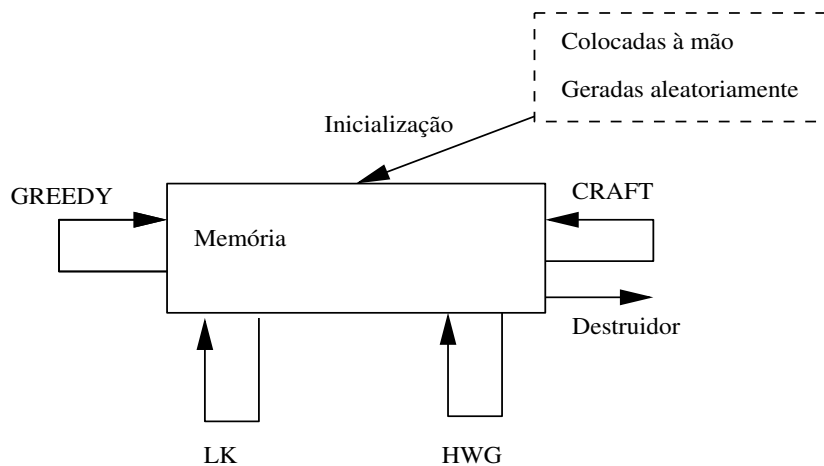 Colocadas à mão
Geradas aleatoriamente
Inicialização
GREEDY
CRAFT
Memória
Destruidor
LK
HWG